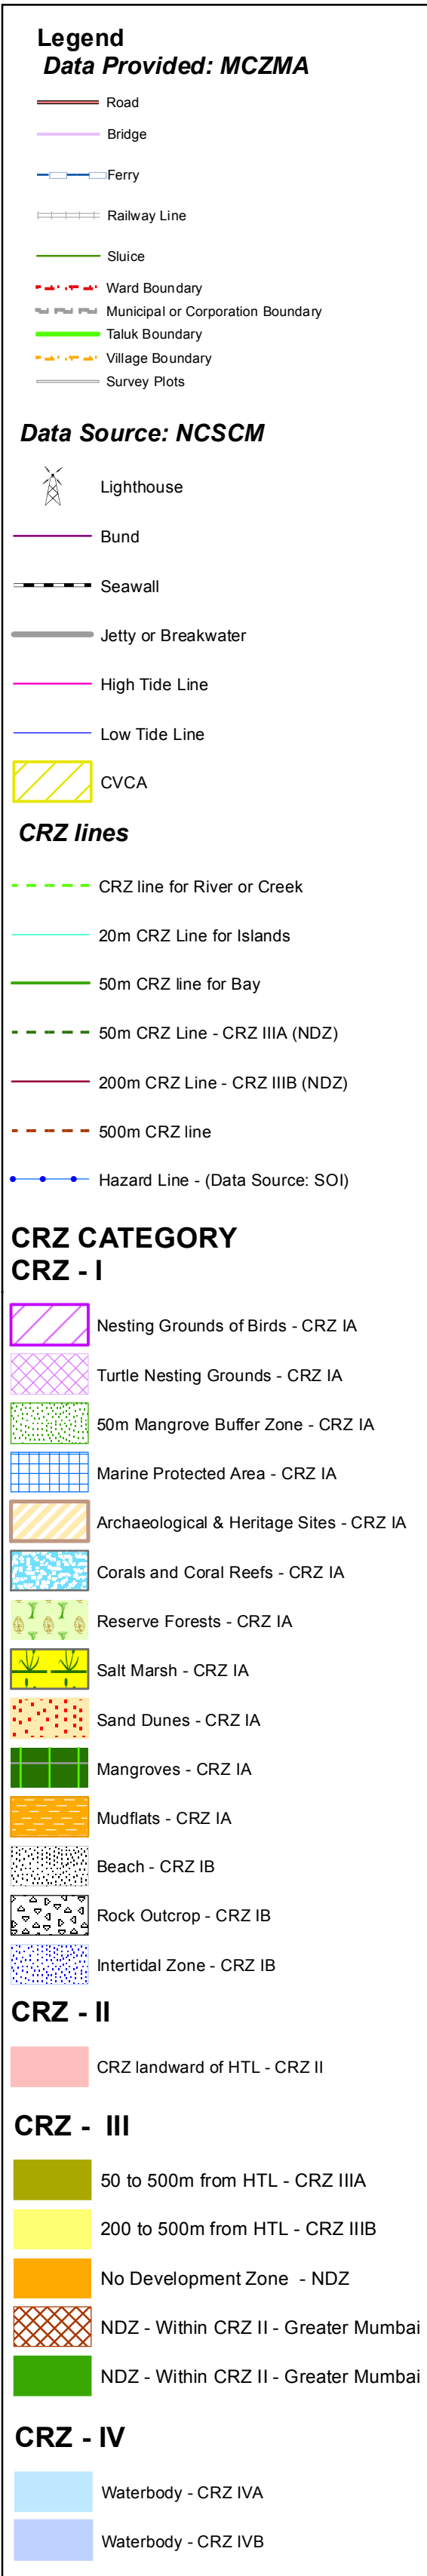 Legend
Data Provided: MCZMA
Road
Bridge
Ferry
Railway Line
Sluice
Ward Boundary
Municipal or Corporation Boundary
Taluk Boundary
Village Boundary
Survey Plots
Data Source: NCSCM
Lighthouse
Bund
Seawall
Jetty or Breakwater
High Tide Line
Low Tide Line
CVCA
CRZ lines
CRZ line for River or Creek
20m CRZ Line for Islands
50m CRZ line for Bay
50m CRZ Line - CRZ IIIA (NDZ)
200m CRZ Line - CRZ IIIB (NDZ)
500m CRZ line
Hazard Line - (Data Source: SOI)
CRZ CATEGORY
CRZ - I
Nesting Grounds of Birds - CRZ IA
Turtle Nesting Grounds - CRZ IA
50m Mangrove Buffer Zone - CRZ IA
Marine Protected Area - CRZ IA
Archaeological & Heritage Sites - CRZ IA
Corals and Coral Reefs - CRZ IA
Reserve Forests - CRZ IA
Salt Marsh - CRZ IA
Sand Dunes - CRZ IA
Mangroves - CRZ IA
Mudflats - CRZ IA
Beach - CRZ IB
Rock Outcrop - CRZ IB
Intertidal Zone - CRZ IB
CRZ - II
CRZ landward of HTL - CRZ II
CRZ - III
50 to 500m from HTL - CRZ IIIA
200 to 500m from HTL - CRZ IIIB
No Development Zone - NDZ
NDZ - Within CRZ II - Greater Mumbai
NDZ - Within CRZ II - Greater Mumbai
CRZ - IV
Waterbody - CRZ IVA
Waterbody - CRZ IVB